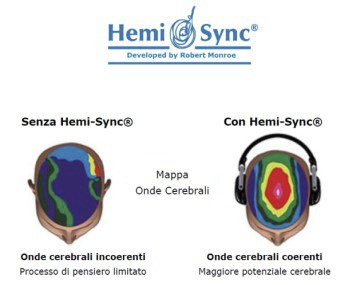 Hemi Sync®
Developed by Robert Monroe
Senza Hemi-Sync®
Con Hemi-Sync®
Mappa
Onde Cerebrali
Onde cerebrali incoerenti
Processo di pensiero limitato
Onde cerebrali coerenti
Maggiore potenziale cerebrale